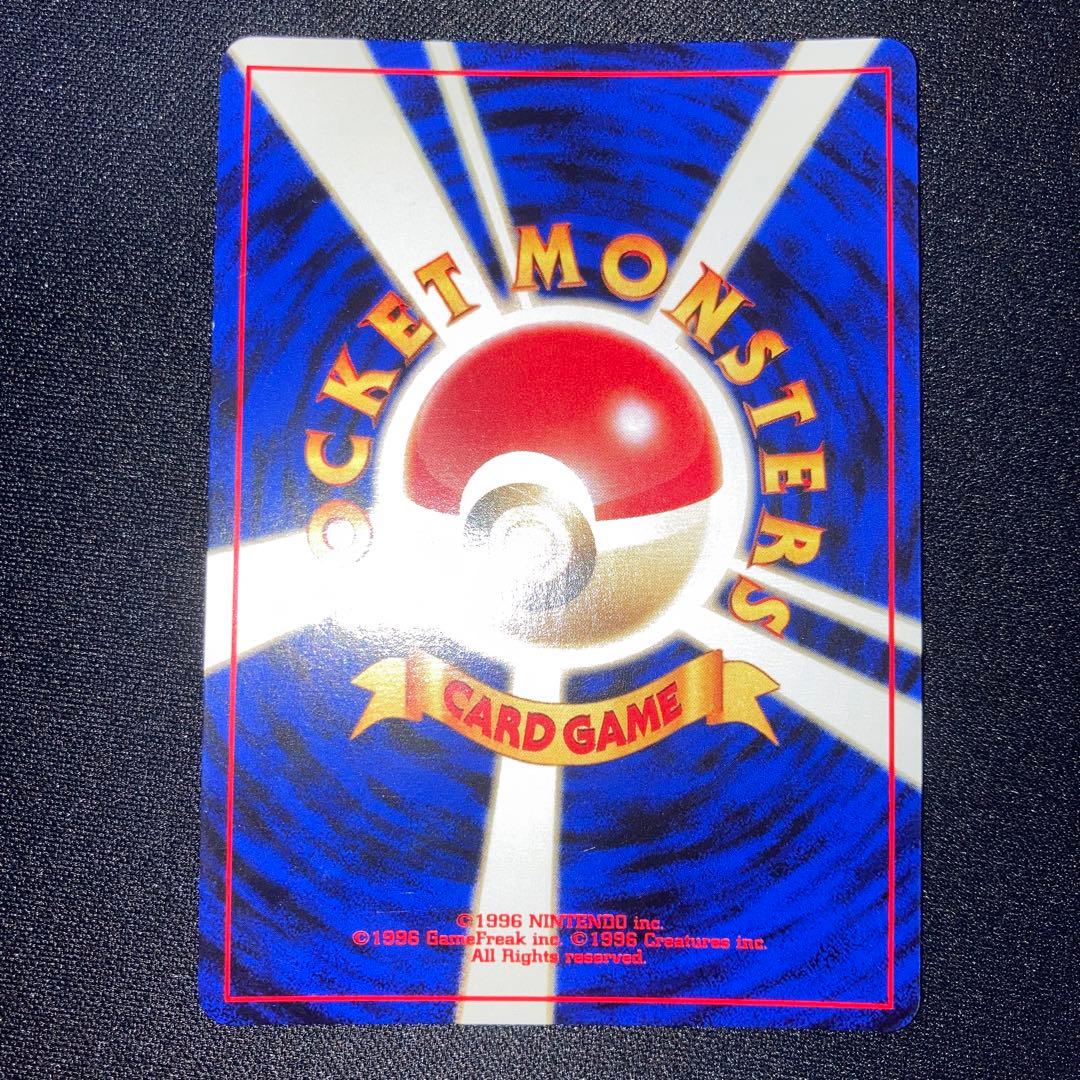 OCKET MONSTERS
CARD GAME
©1996 NINTENDO inc.
©1996 GameFreak inc. ©1996 Creatures inc.
All Rights reserved.